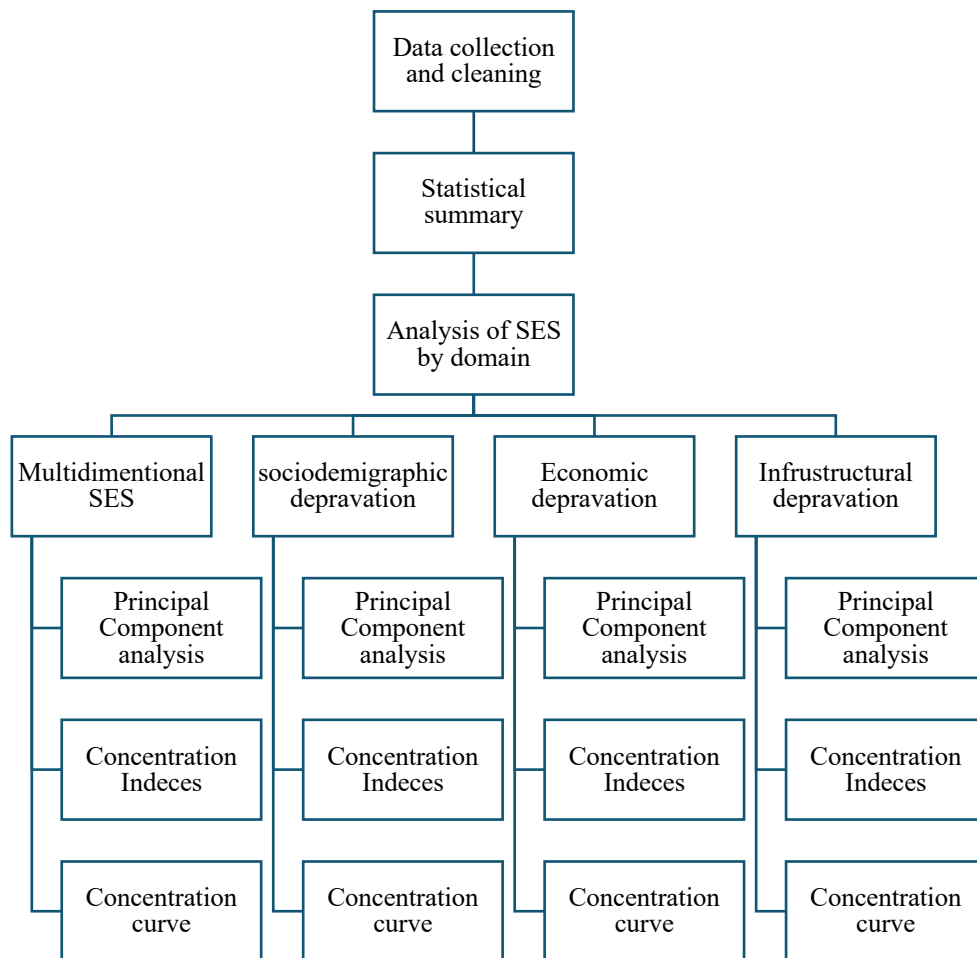 Data collection
and cleaning
Statistical
summary
Analysis of SES
by domain
Multidimentional
SES
sociodemigraphic
depravation
Economic
depravation
Infrustructural
depravation
Principal
Component
analysis
Principal
Component
analysis
Principal
Component
analysis
Principal
Component
analysis
Concentration
Indeces
Concentration
Indeces
Concentration
Indeces
Concentration
Indeces
Concentration
curve
Concentration
curve
Concentration
curve
Concentration
curve